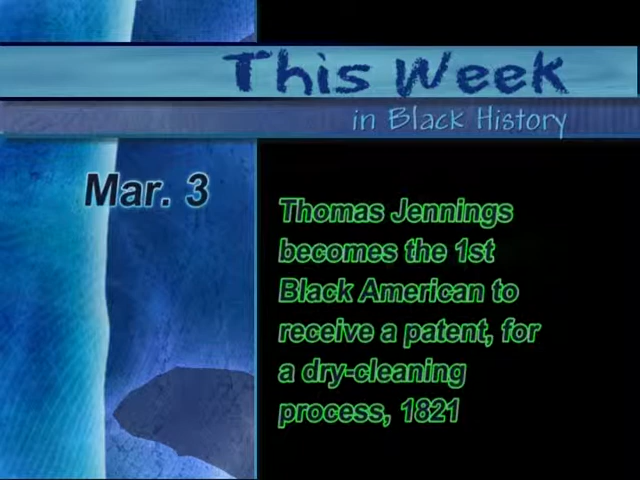 This Week
in Black History
Mar. 3
Thomas Jennings
becomes the 1st
Black American to
receive a patent, for
a dry-cleaning
process, 1821